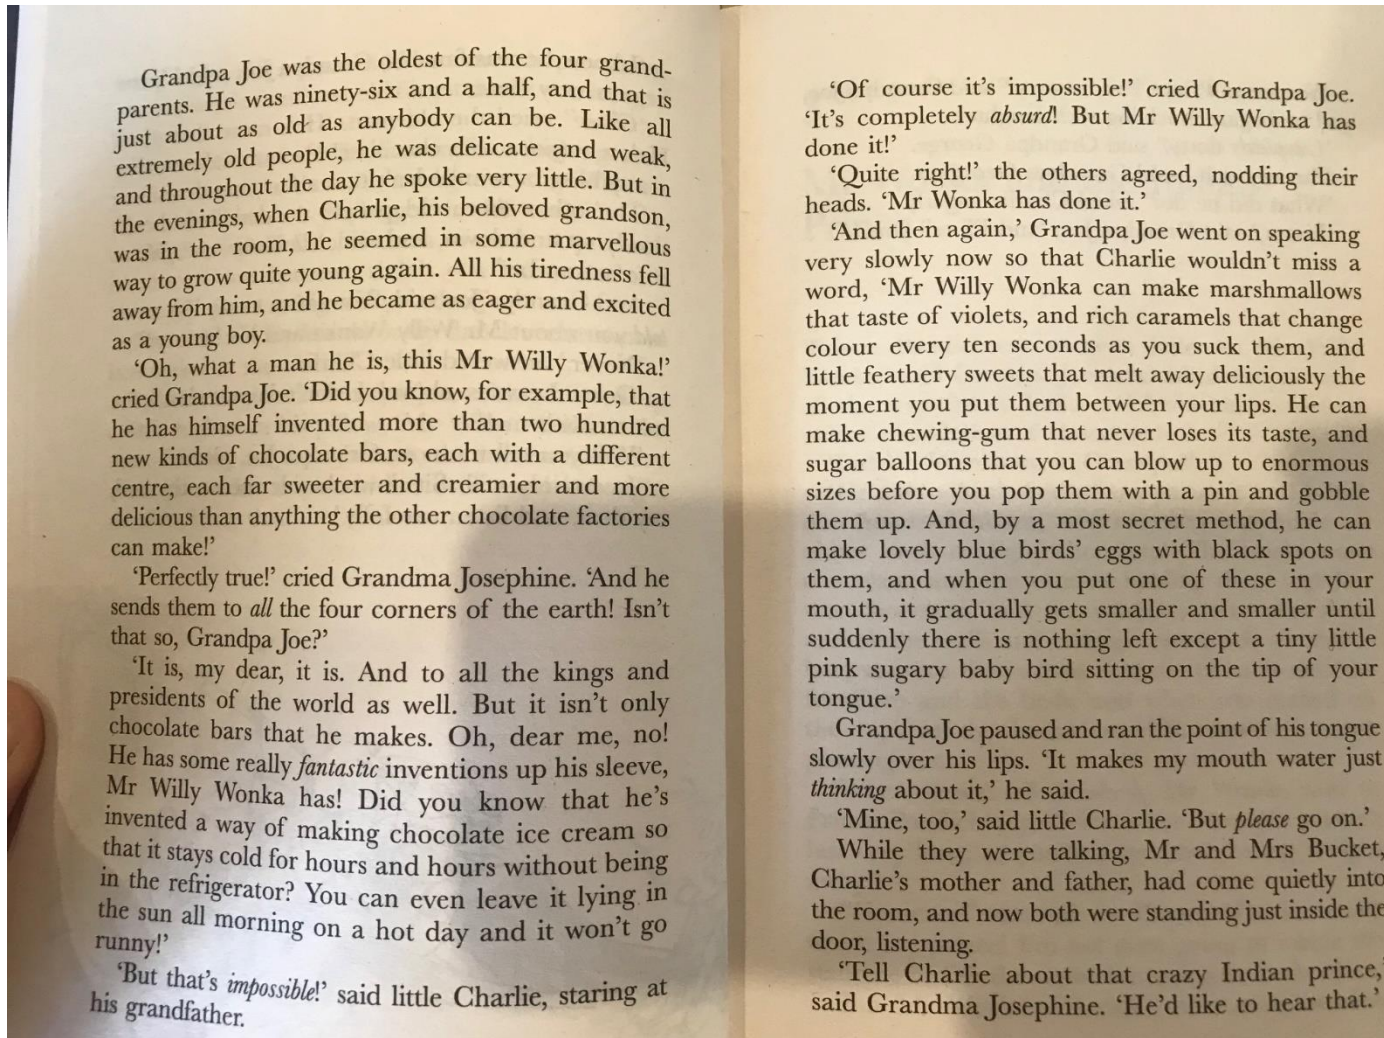 Grandpa Joe was the oldest of the four grand-
parents. He was ninety-six and a half, and that is
just about as old as anybody can be. Like all
extremely old people, he was delicate and weak,
and throughout the day he spoke very little. But in
the evenings, when Charlie, his beloved grandson,
was in the room, he seemed in some marvellous
way to grow quite young again. All his tiredness fell
away from him, and he became as eager and excited
as a young boy.
‘Oh, what a man he is, this Mr Willy Wonka!’
cried Grandpa Joe. ‘Did you know, for example, that
he has himself invented more than two hundred
new kinds of chocolate bars, each with a different
centre, each far sweeter and creamier and more
delicious than anything the other chocolate factories
can make!’
‘Perfectly true!’ cried Grandma Josephine. ‘And he
sends them to all the four corners of the earth! Isn’t
that so, Grandpa Joe?’
‘It is, my dear, it is. And to all the kings and
presidents of the world as well. But it isn’t only
chocolate bars that he makes. Oh, dear me, no!
He has some really fantastic inventions up his sleeve,
Mr Willy Wonka has! Did you know that he’s
invented a way of making chocolate ice cream so
that it stays cold for hours and hours without being
in the refrigerator? You can even leave it lying in
the sun all morning on a hot day and it won’t go
runny!’
‘But that’s impossible!’ said little Charlie, staring at
his grandfather.
‘Of course it’s impossible!’ cried Grandpa Joe.
‘It’s completely absurd! But Mr Willy Wonka has
done it!’
‘Quite right!’ the others agreed, nodding their
heads. ‘Mr Wonka has done it.’
‘And then again,’ Grandpa Joe went on speaking
very slowly now so that Charlie wouldn’t miss a
word, ‘Mr Willy Wonka can make marshmallows
that taste of violets, and rich caramels that change
colour every ten seconds as you suck them, and
little feathery sweets that melt away deliciously the
moment you put them between your lips. He can
make chewing-gum that never loses its taste, and
sugar balloons that you can blow up to enormous
sizes before you pop them with a pin and gobble
them up. And, by a most secret method, he can
make lovely blue birds’ eggs with black spots on
them, and when you put one of these in your
mouth, it gradually gets smaller and smaller until
suddenly there is nothing left except a tiny little
pink sugary baby bird sitting on the tip of your
tongue.’
Grandpa Joe paused and ran the point of his tongue
slowly over his lips. ‘It makes my mouth water just
thinking about it,’ he said.
‘Mine, too,’ said little Charlie. ‘But please go on.’
While they were talking, Mr and Mrs Bucket,
Charlie’s mother and father, had come quietly into
the room, and now both were standing just inside the
door, listening.
‘Tell Charlie about that crazy Indian prince,’
said Grandma Josephine. ‘He’d like to hear that.’